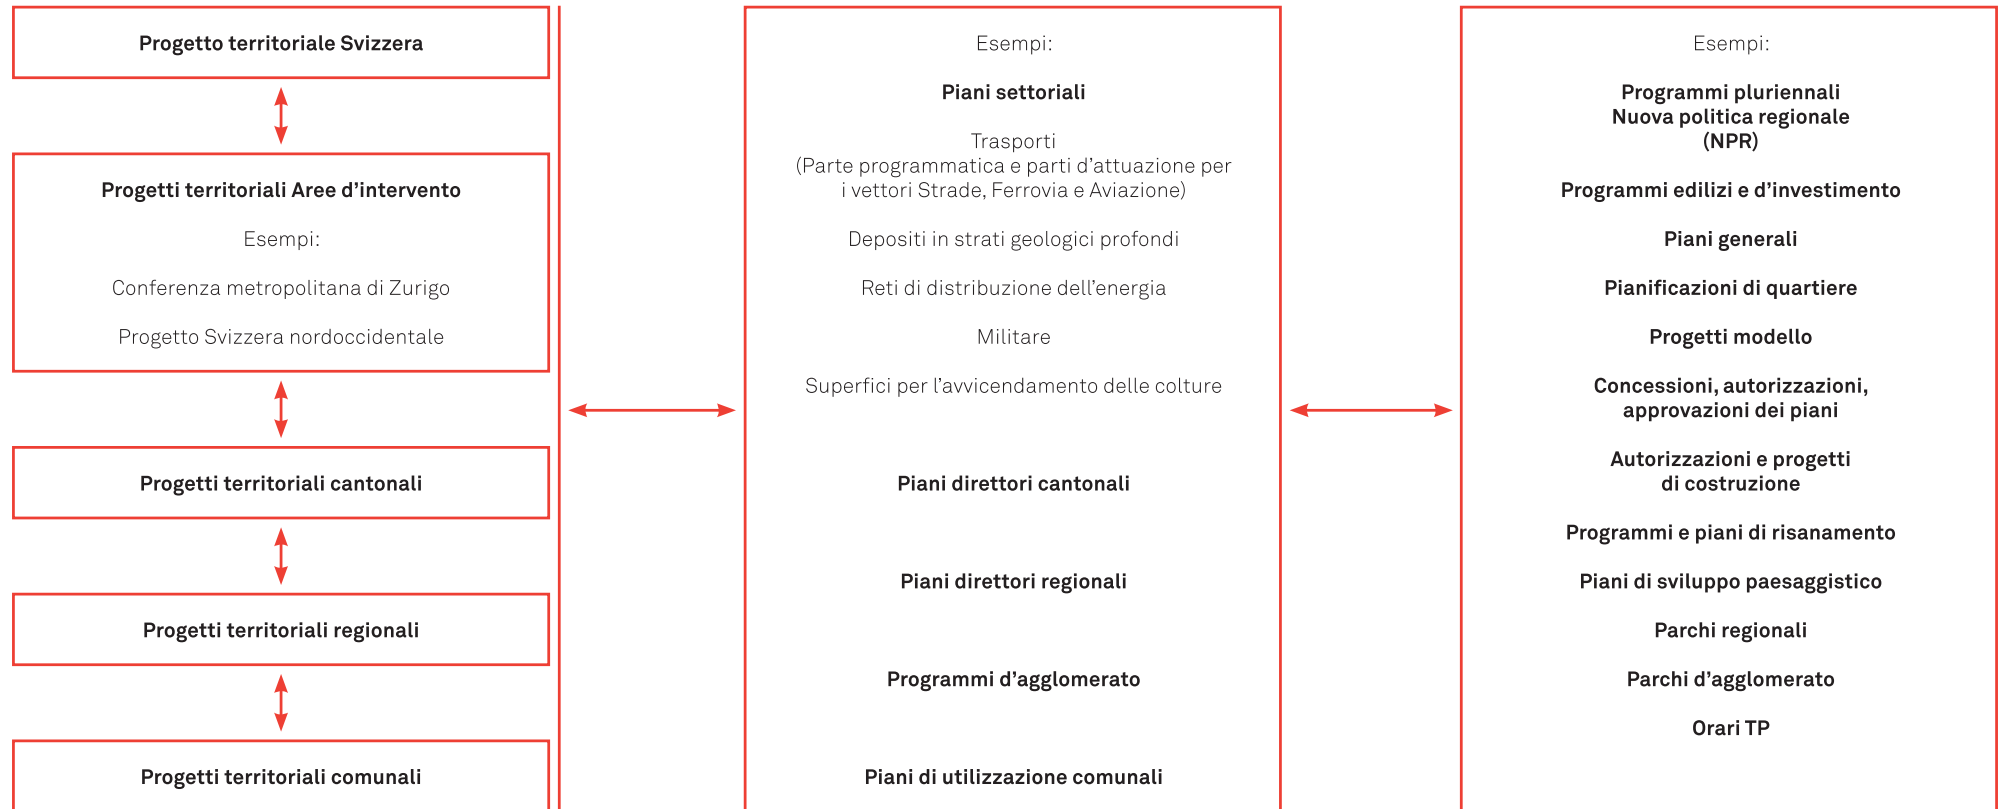 Progetto territoriale Svizzera
Progetti territoriali Aree d’intervento
Esempi:
Conferenza metropolitana di Zurigo
Progetto Svizzera nordoccidentale
Progetti territoriali cantonali
Progetti territoriali regionali
Progetti territoriali comunali
Esempi:
Piani settoriali
Trasporti
(Parte programmatica e parti d’attuazione per
i vettori Strade, Ferrovia e Aviazione)
Depositi in strati geologici profondi
Reti di distribuzione dell’energia
Militare
Superfici per l’avvicendamento delle colture
Piani direttori cantonali
Piani direttori regionali
Programmi d’agglomerato
Piani di utilizzazione comunali
Esempi:
Programmi pluriennali
Nuova politica regionale
(NPR)
Programmi edilizi e d’investimento
Piani generali
Pianificazioni di quartiere
Progetti modello
Concessioni, autorizzazioni,
approvazioni dei piani
Autorizzazioni e progetti
di costruzione
Programmi e piani di risanamento
Piani di sviluppo paesaggistico
Parchi regionali
Parchi d’agglomerato
Orari TP